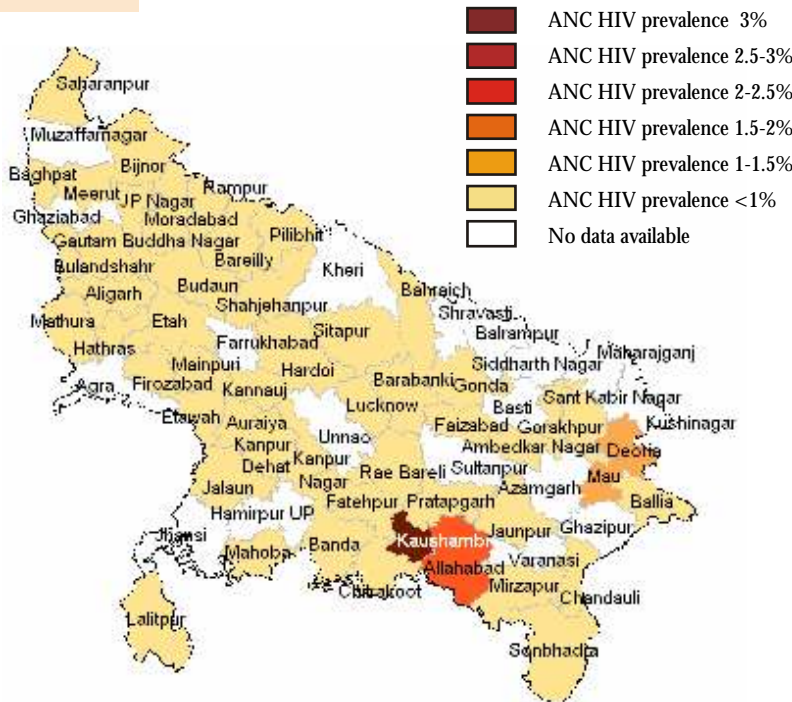 ANC HIV prevalence 3%
ANC HIV prevalence 2.5-3%
ANC HIV prevalence 2-2.5%
ANC HIV prevalence 1.5-2%
ANC HIV prevalence 1-1.5%
ANC HIV prevalence <1%
No data available
Saharanpur
Muzaffarnagar
Bijnor
Baghpat
Meerut
JP Nagar
Rampur
Ghaziabad
Moradabad
Gautam Buddha Nagar
Pilibhit
Bareilly
Bulandshahr
Kheri
Budaun
Aligarh
Bahraich
Shahjehanpur
Shravasti
Mathura
Etah
Sitapur
Balrampur
Farrukhabad
Hathras
Maharajganj
Mainpuri
Hardoi
Siddharth Nagar
Agra
Firozabad
Kannauj
Barabanki
Gonda
Sant Kabir Nagar
Lucknow
Basti
Etawah
Auraiya
Faizabad
Gorakhpur
Kushinagar
Unnao
Kanpur
Dehat
Ambedkar Nagar
Deoria
Kanpur
Nagar
Rae Bareli
Sultanpur
Mau
Jalaun
Azamgarh
Fatehpur
Pratapgarh
Ballia
Hamirpur UP
Ghazipur
Jhansi
Kaushambi
Jaunpur
Mahoba
Banda
Varanasi
Allahabad
Mirzapur
Chitrakoot
Chandauli
Lalitpur
Sonbhadra